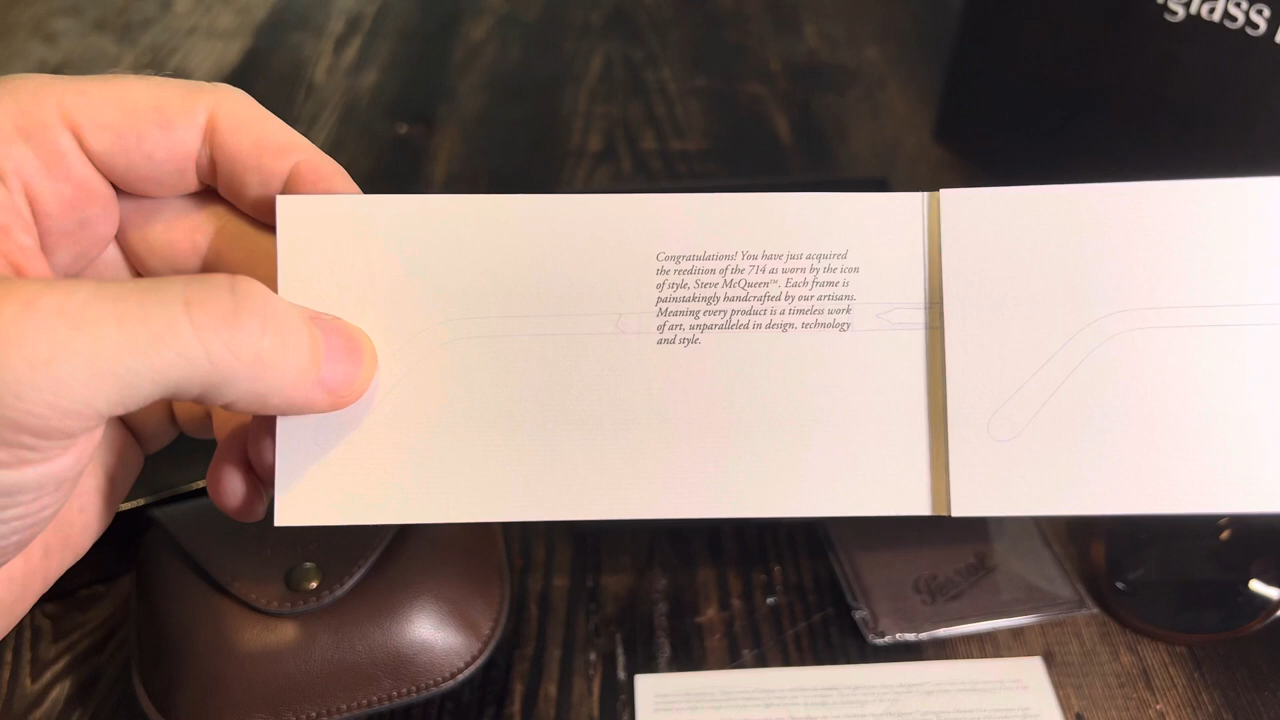 glass
Congratulations! You have just acquired
the reedition of the 714 as worn by the icon
of style, Steve McQueen™. Each frame is
painstakingly handcrafted by our artisans.
Meaning every product is a timeless work
of art, unparalleled in design, technology
and style.
Persol